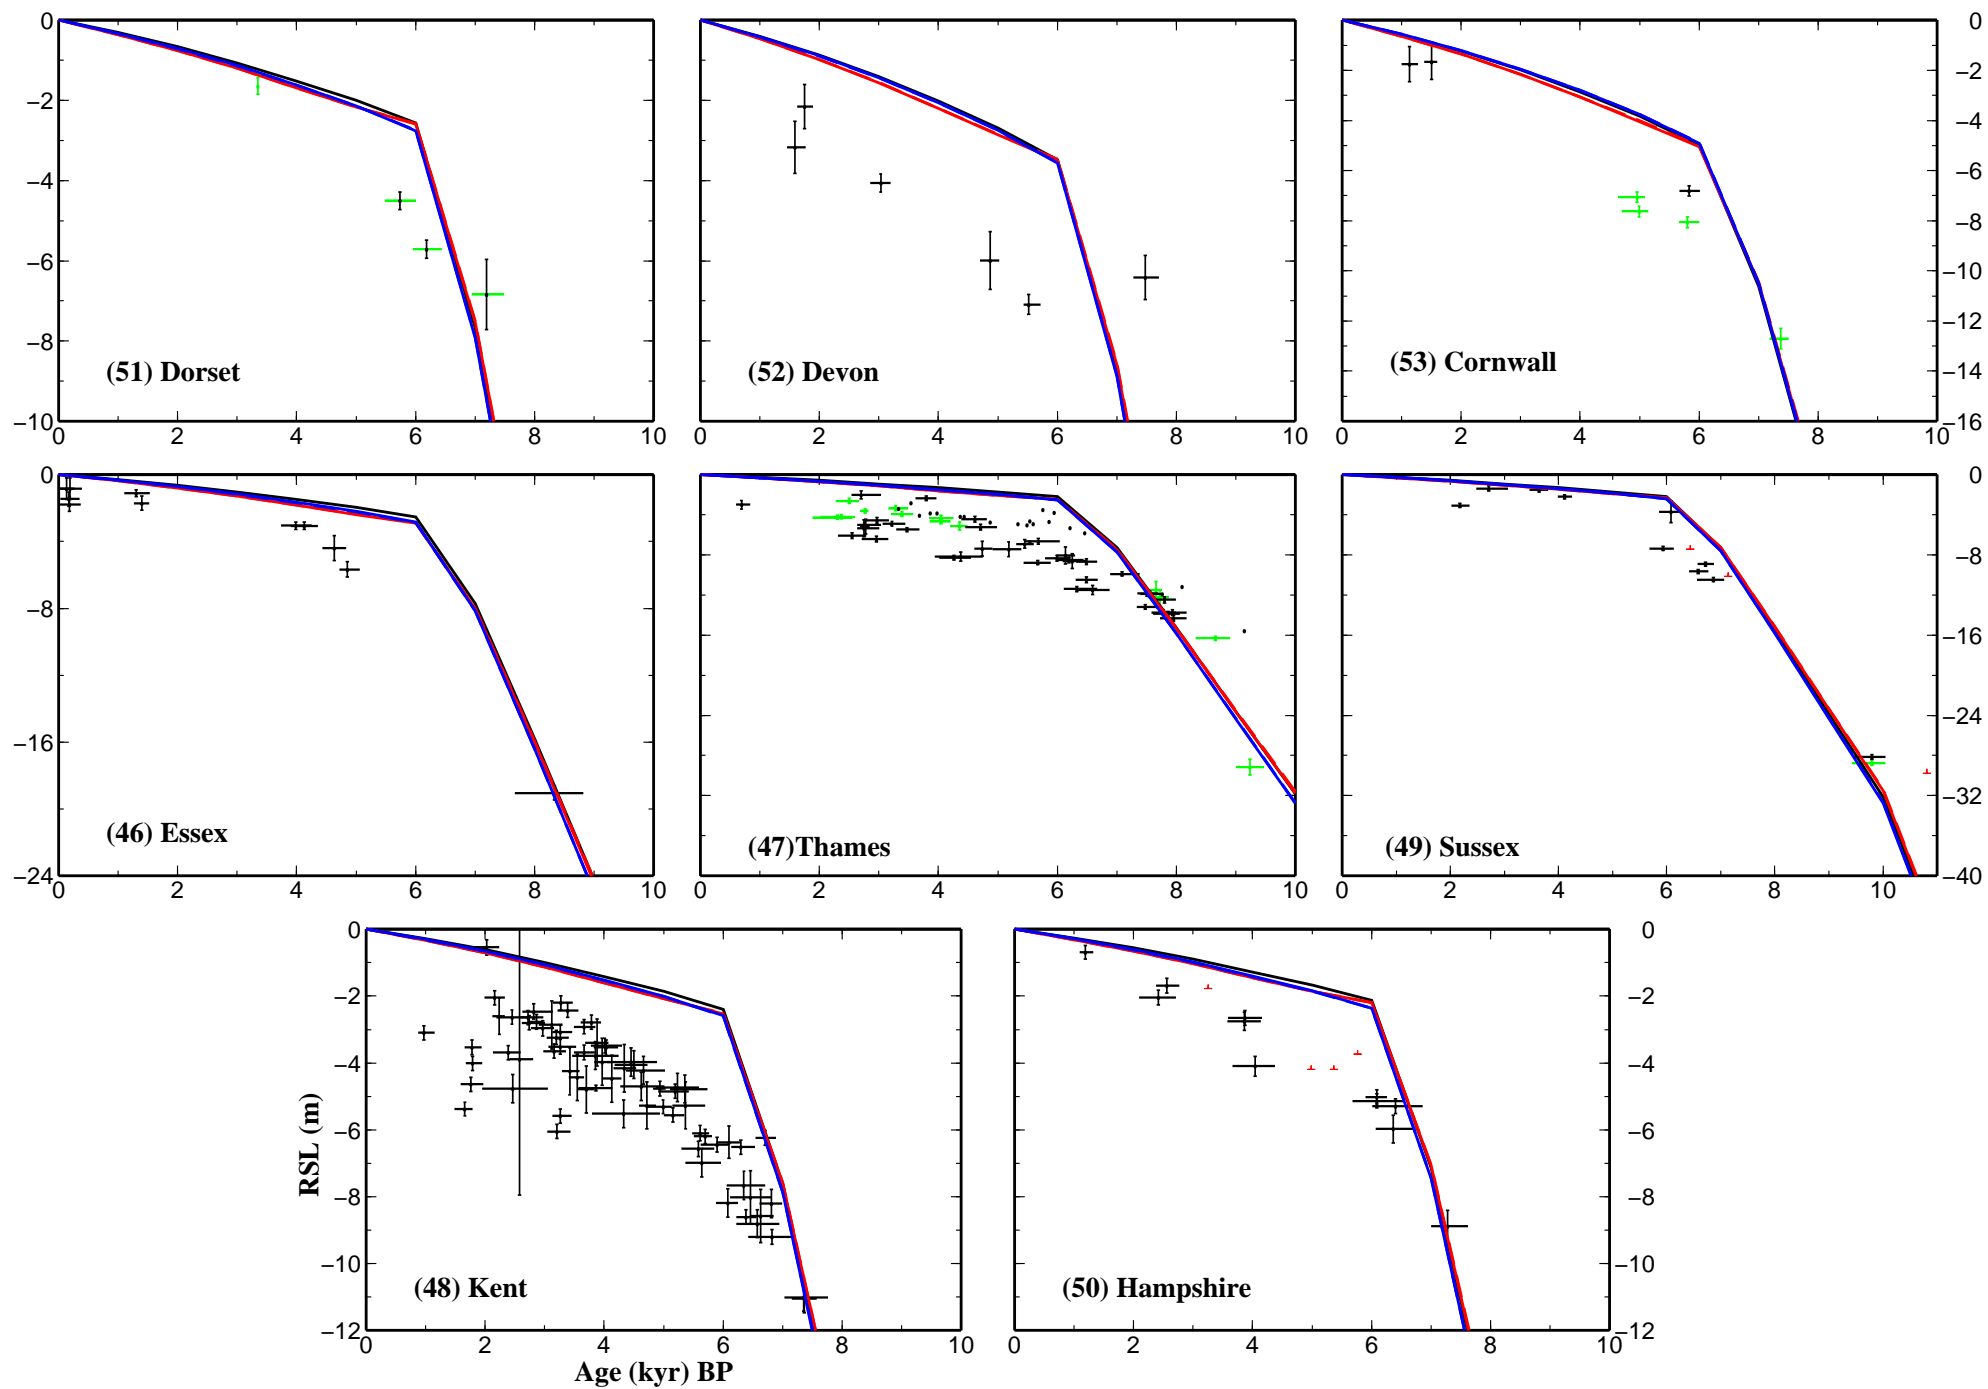 0 0
−2 −2
−4 −4
−6 −6
−8
−8 −10
−12
(51) Dorset (52) Devon (53) Cornwall
−14
−10 −16
0 2 4 6 8 10 0 2 4 6 8 10 0 2 4 6 8 10
0 0
−8
−8
−16
−16 −24
−32
(46) Essex (47)Thames (49) Sussex
−24 −40
0 2 4 6 8 10 0 2 4 6 8 10 0 2 4 6 8 10
0 0
−2 −2
−4 −4
−6 −6
RSL (m)
−8 −8
−10 −10
(48) Kent (50) Hampshire
−12 −12
0 2 4 6 8 10 0 2 4 6 8 10
Age (kyr) BP